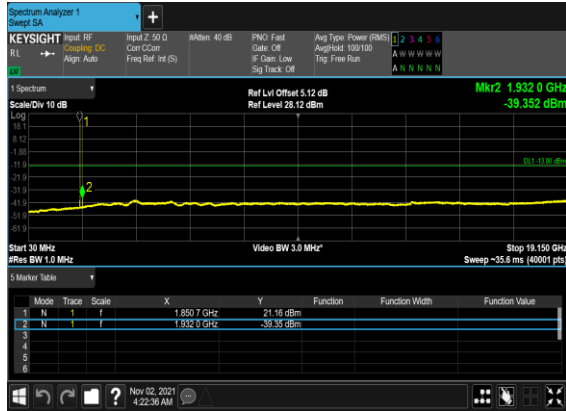 Spectrum Analyzer 1
Swept SA
+
KEYSIGHT Input: RF Input Z: 50 Ω #Atten: 40 dB PNO: Fast Avg Type: Power (RMS) 1 2 3 4 5 6
RL Coupling: DC Corr CCorr Gate: Off Avg|Hold: 100/100 A W W W W W
Align: Auto Freq Ref: Int (S) IF Gain: Low Trig: Free Run
Sig Track: Off A N N N N N
1 Spectrum Ref Lvl Offset 5.12 dB Mkr2 1.932 0 GHz
Scale/Div 10 dB Ref Level 28.12 dBm -39.352 dBm
Log
18.1
8.12
-1.88
-11.9 DL1 -13.00 dBm
-21.9
-31.9
-41.9
-51.9
-61.9
1
2
Start 30 MHz Video BW 3.0 MHz* Stop 19.150 GHz
#Res BW 1.0 MHz Sweep ~35.6 ms (40001 pts)
5 Marker Table
Mode Trace Scale X Y Function Function Width Function Value
1 N 1 f 1.850 7 GHz 21.16 dBm
2 N 1 f 1.932 0 GHz -39.35 dBm
3
4
5
6
? Nov 02, 2021
4:22:36 AM